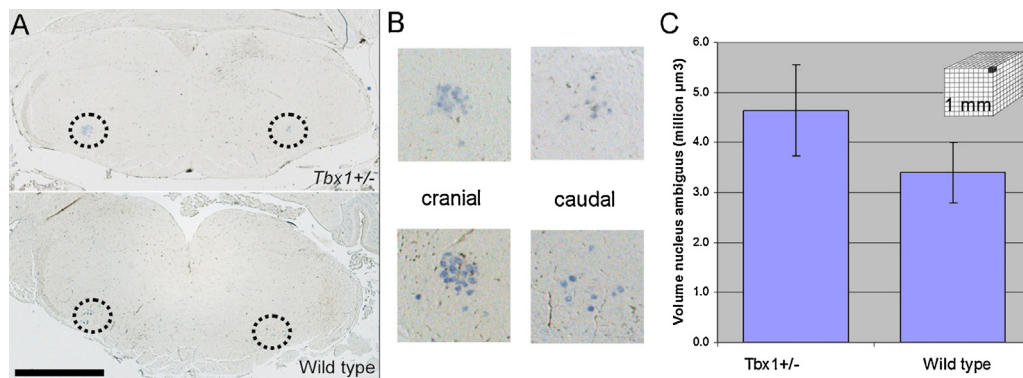 A
Tbx1+/-
Wild type
B
cranial
caudal
C
Volume nucleus ambiguus (million µm3)
6.0
5.0
4.0
3.0
2.0
1.0
0.0
1 mm
Tbx1+/-
Wild type